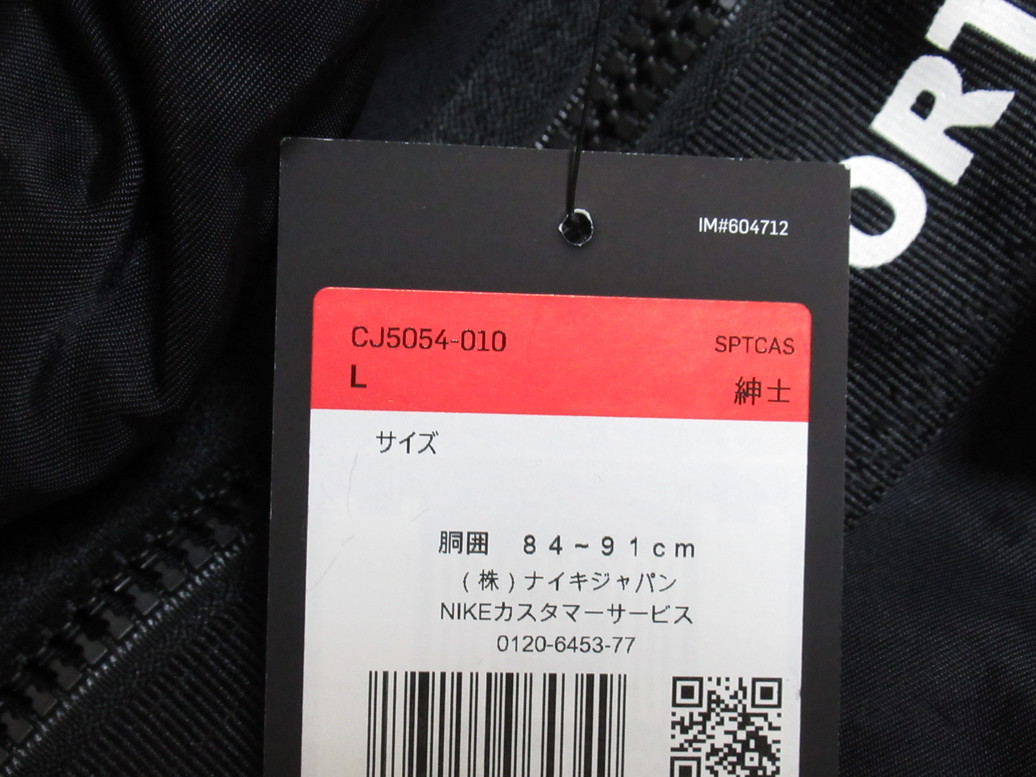 ORT
IM#604712
CJ5054-010
SPTCAS
L
紳士
サイズ
胴囲 84~91cm
(株)ナイキジャパン
NIKEカスタマーサービス
0120-6453-77